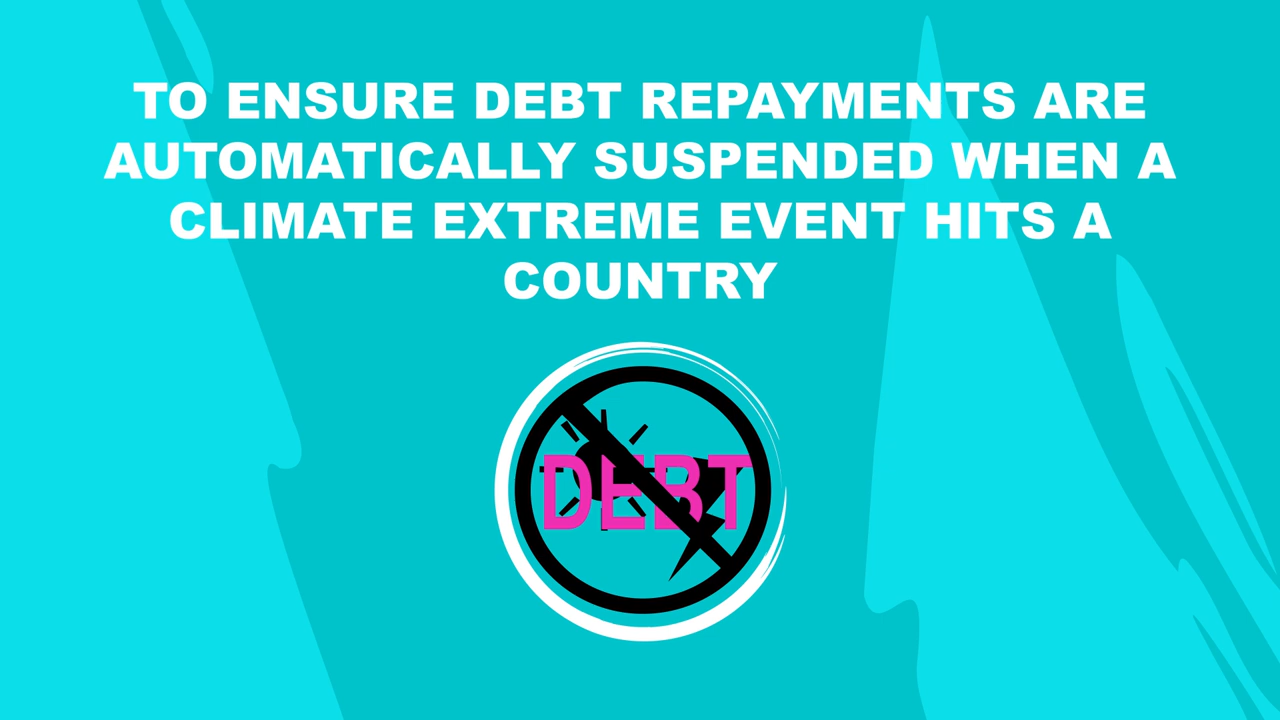 TO ENSURE DEBT REPAYMENTS ARE
AUTOMATICALLY SUSPENDED WHEN A
CLIMATE EXTREME EVENT HITS A
COUNTRY
DEBT